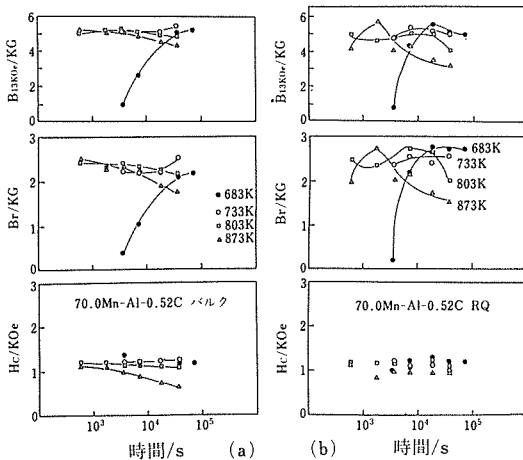 B13KOe/KG
6
4
2
0
B13KOe/KG
6
4
2
0
Br/KG
3
2
1
0
683K
733K
803K
873K
Br/KG
3
2
1
0
683K
733K
803K
873K
Hc/KOe
3
2
1
0
70.0Mn-Al-0.52C バルク
Hc/KOe
3
2
1
0
70.0Mn-Al-0.52C RQ
10³ 10⁴ 10⁵
時間/s
(a)
(b)
10³ 10⁴ 10⁵
時間/s